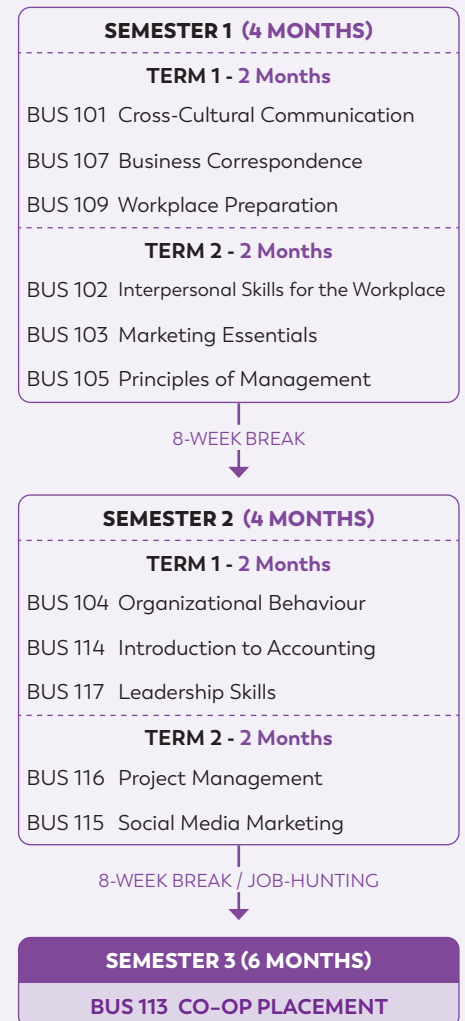 SEMESTER 1 (4 MONTHS)
TERM 1 - 2 Months
BUS 101 Cross-Cultural Communication
BUS 107 Business Correspondence
BUS 109 Workplace Preparation
TERM 2 - 2 Months
BUS 102 Interpersonal Skills for the Workplace
BUS 103 Marketing Essentials
BUS 105 Principles of Management
8-WEEK BREAK
SEMESTER 2 (4 MONTHS)
TERM 1 - 2 Months
BUS 104 Organizational Behaviour
BUS 114 Introduction to Accounting
BUS 117 Leadership Skills
TERM 2 - 2 Months
BUS 116 Project Management
BUS 115 Social Media Marketing
8-WEEK BREAK / JOB-HUNTING
SEMESTER 3 (6 MONTHS)
BUS 113 CO-OP PLACEMENT